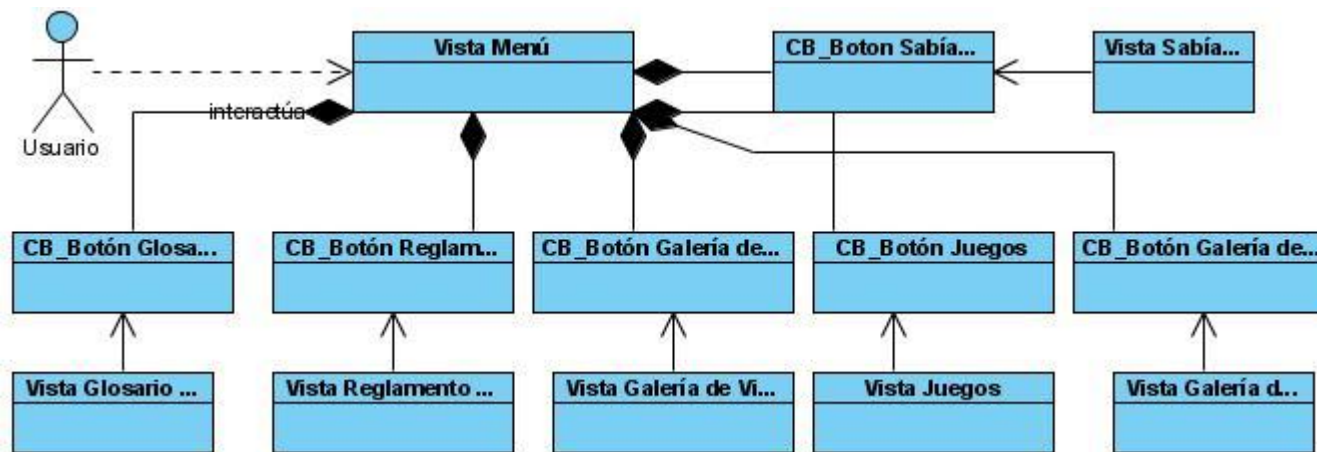 Vista Menú
CB_Boton Sabía...
Vista Sabía...
interactúa
Usuario
CB_Botón Glosa...
CB_Botón Reglam...
CB_Botón Galería de...
CB_Botón Juegos
CB_Botón Galería de...
Vista Glosario ...
Vista Reglamento ...
Vista Galería de Vi...
Vista Juegos
Vista Galería d...